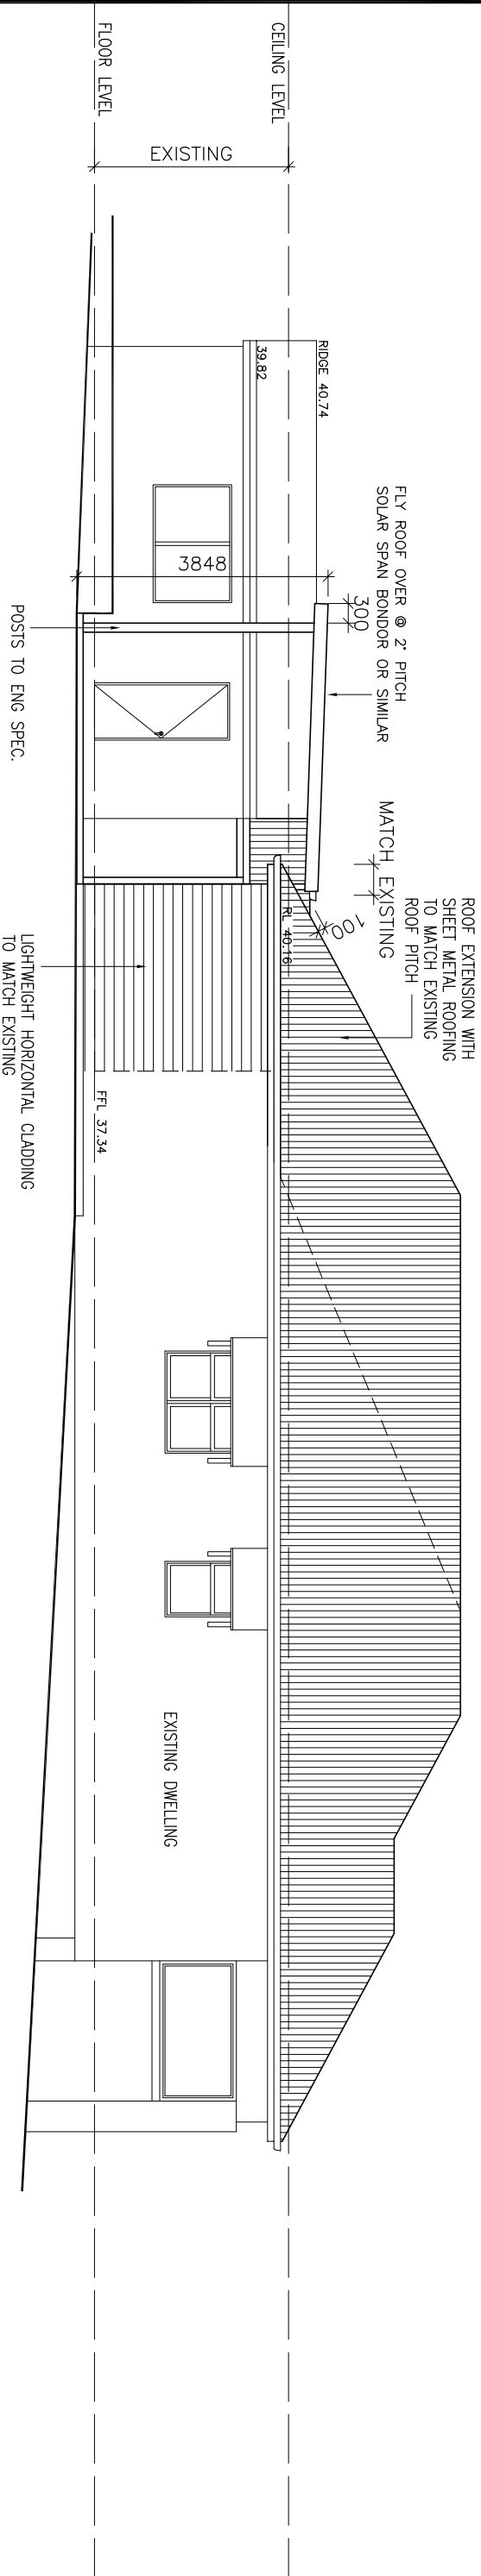 ROOF EXTENSION WITH
SHEET METAL ROOFING
TO MATCH EXISTING
ROOF PITCH
FLY ROOF OVER @ 2° PITCH
SOLAR SPAN BONDOR OR SIMILAR
MATCH EXISTING
300
100
RIDGE 40.74
39.82
RL 40.16
CEILING LEVEL
EXISTING
3848
FLOOR LEVEL
FFL 37.34
EXISTING DWELLING
POSTS TO ENG SPEC.
LIGHTWEIGHT HORIZONTAL CLADDING
TO MATCH EXISTING